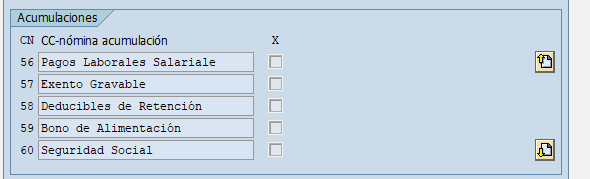 Acumulaciones
CN CC-nómina acumulación X
56 Pagos Laborales Salariale
57 Exento Gravable
58 Deducibles de Retención
59 Bono de Alimentación
60 Seguridad Social